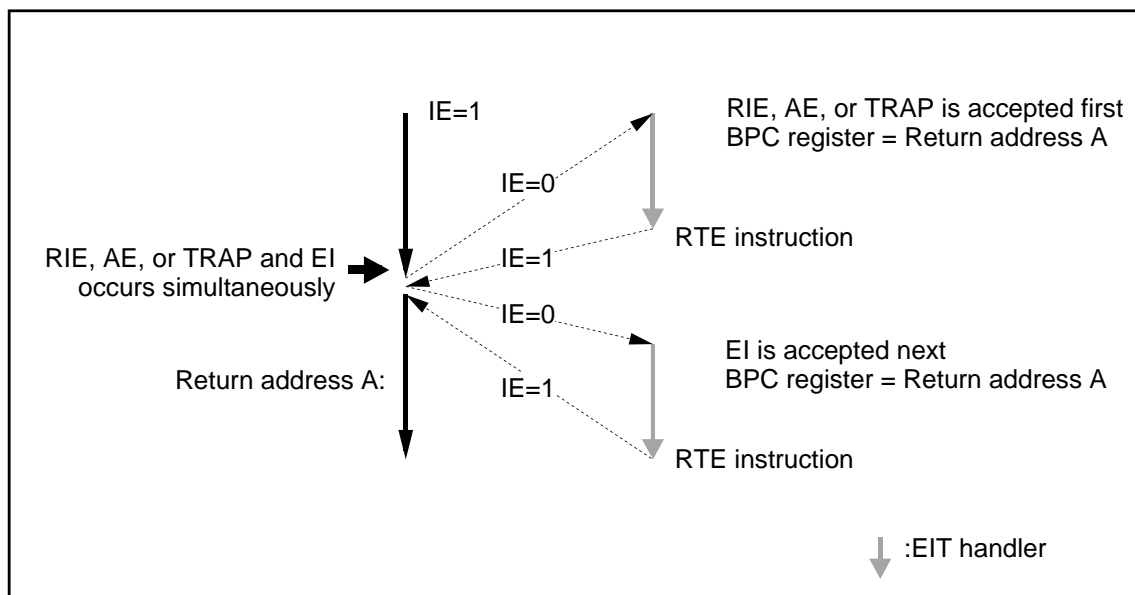 IE=1
RIE, AE, or TRAP is accepted first
BPC register = Return address A
IE=0
RTE instruction
IE=1
RIE, AE, or TRAP and EI
occurs simultaneously
IE=0
EI is accepted next
BPC register = Return address A
Return address A:
IE=1
RTE instruction
:EIT handler